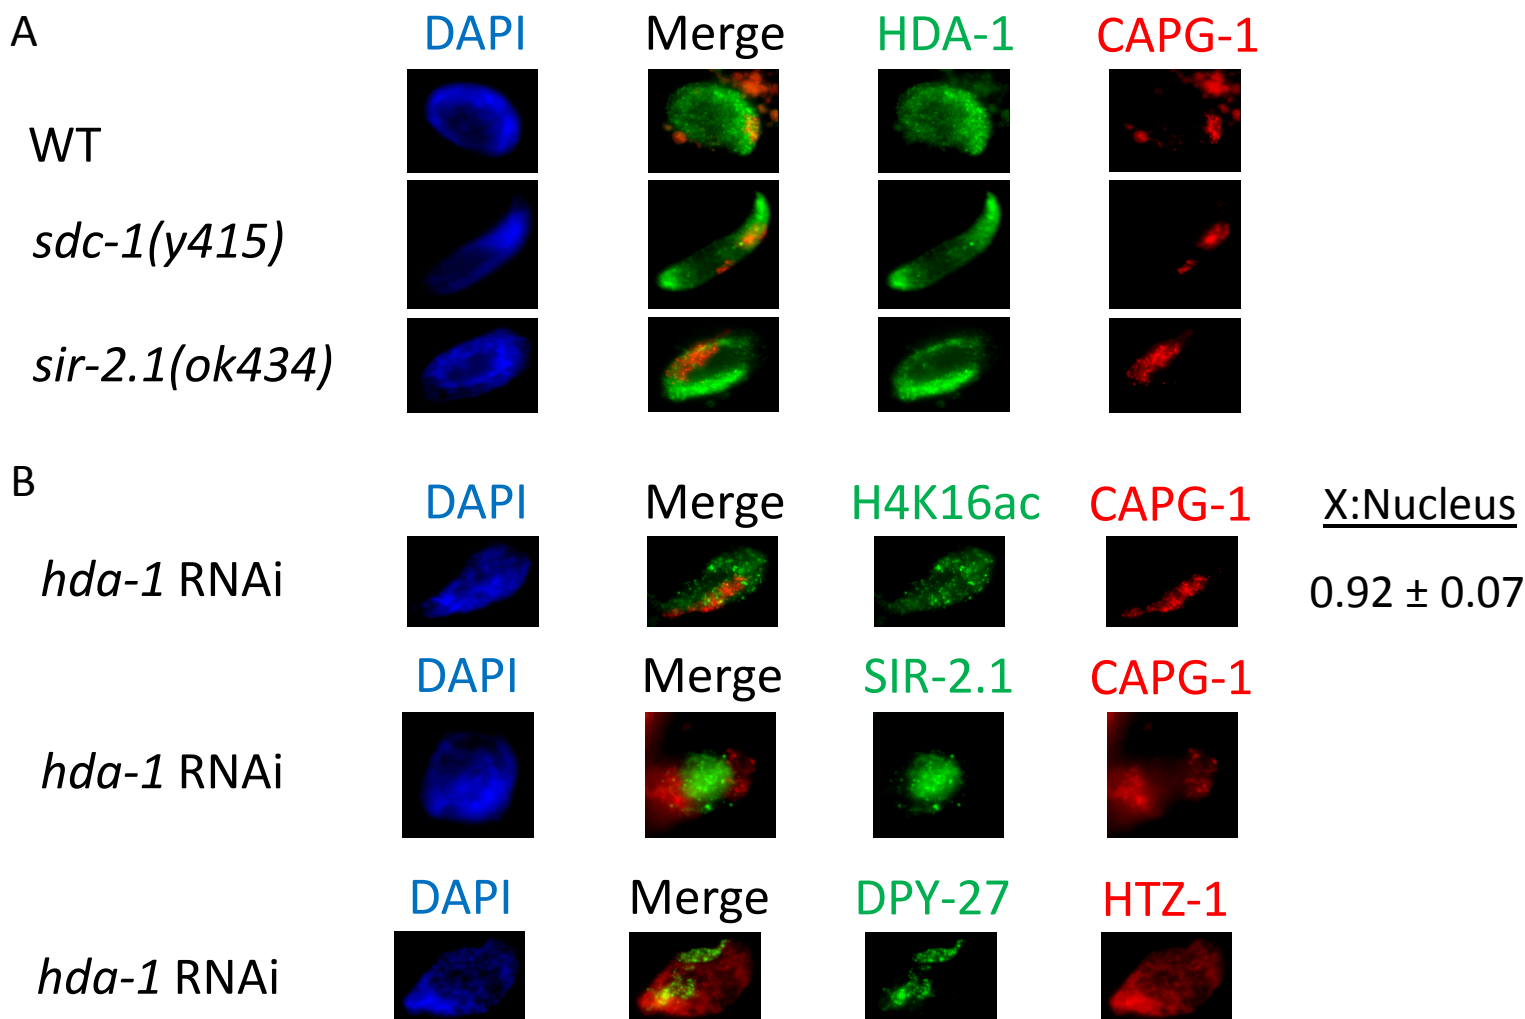 A
DAPI Merge HDA-1 CAPG-1
WT
sdc-1(y415)
sir-2.1(ok434)
B
DAPI Merge H4K16ac CAPG-1 X:Nucleus
hda-1 RNAi 0.92 ± 0.07
DAPI Merge SIR-2.1 CAPG-1
hda-1 RNAi
DAPI Merge DPY-27 HTZ-1
hda-1 RNAi